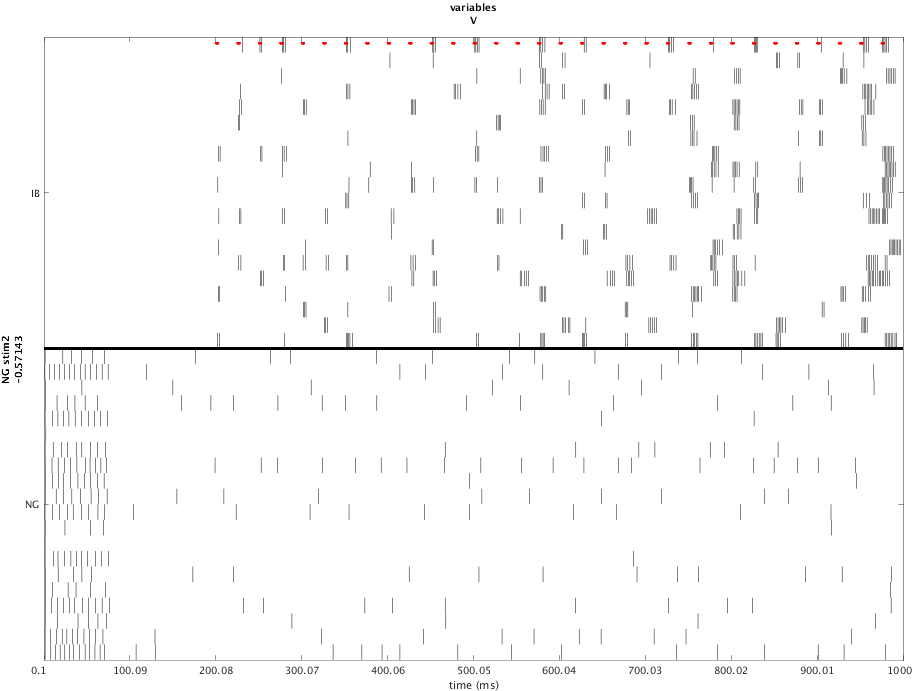 variables
V
IB
NG stim2
-0.57143
NG
0.1
100.09
200.08
300.07
400.06
500.05
600.04
700.03
800.02
900.01
1000
time (ms)